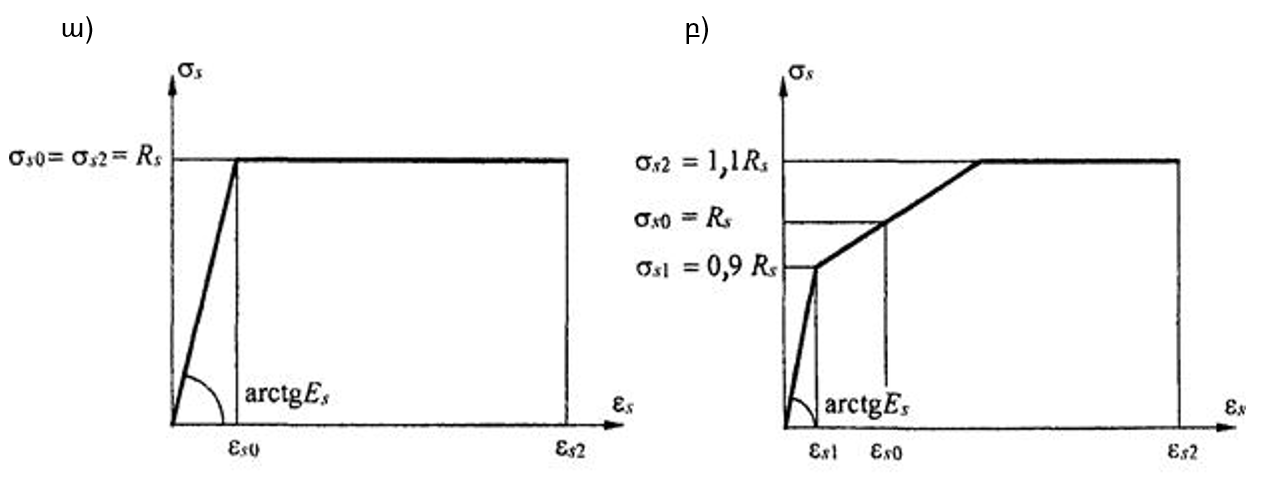 ա) բ)
σs σs
σs0 = σs2 = Rs
σs2 = 1,1Rs
σs0 = Rs
σs1 = 0,9 Rs
arctgEs εs
arctgEs εs
εs0 εs2
εs1 εs0 εs2